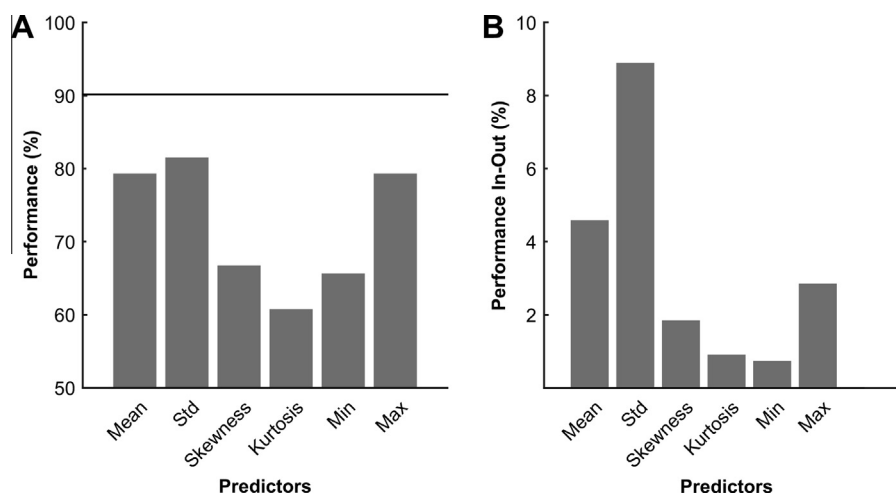 A
Performance (%)
100
90
80
70
60
50
Mean
Std
Skewness
Kurtosis
Min
Max
Predictors
B
Performance In-Out (%)
10
8
6
4
2
Mean
Std
Skewness
Kurtosis
Min
Max
Predictors